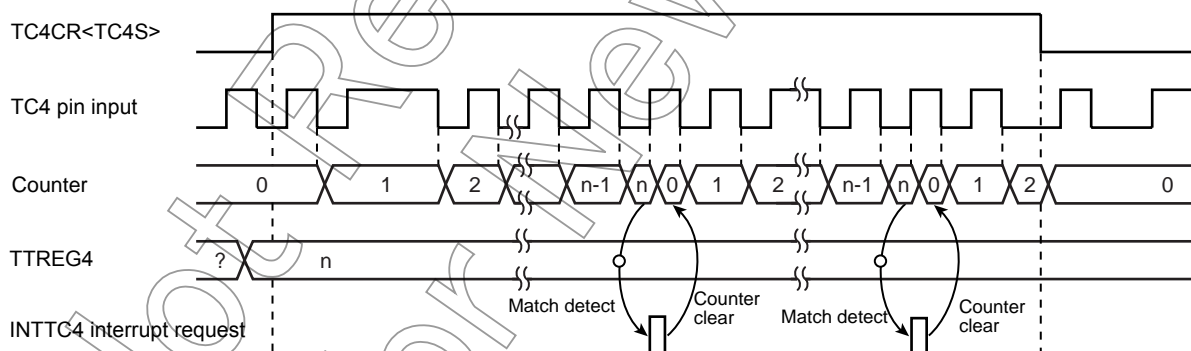 TC4CR<TC4S>
TC4 pin input
Counter
0 1 2 n-1 n 0 1 2 n-1 n 0 1 2 0
TTREG4
? n
Match detect
Counter
clear
Match detect
Counter
clear
INTTC4 interrupt request